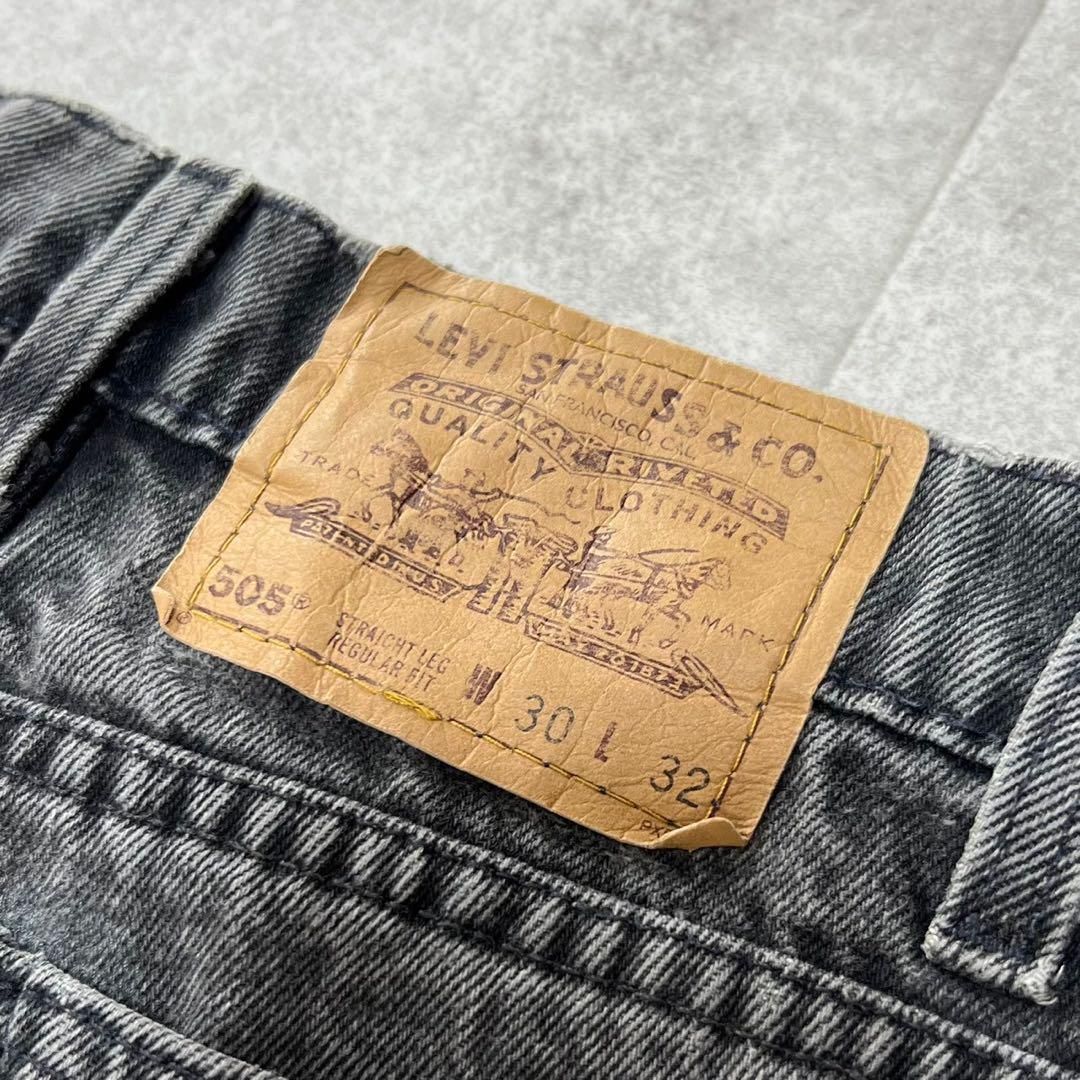 LEVI STRAUSS & CO.
SAN FRANCISCO, CAL.
ORIGINAL RIVETED
QUALITY CLOTHING
TRADE MARK
505®
STRAIGHT LEG
REGULAR FIT
W 30 L 32